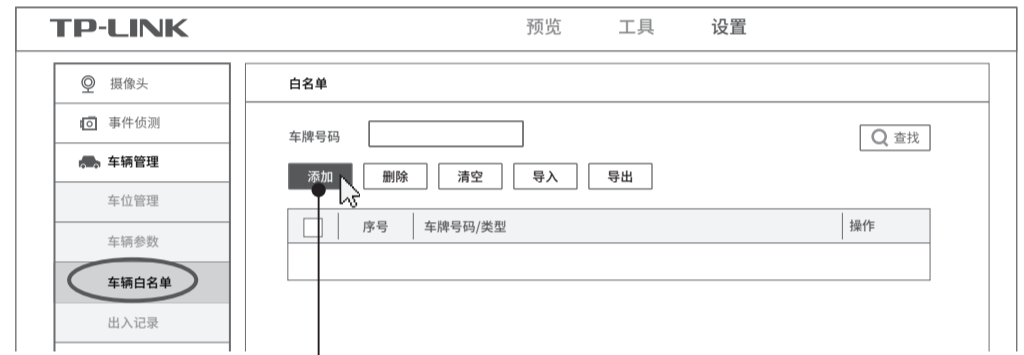 TP-LINK 预览 工具 设置
摄像头
事件侦测
车辆管理
车位管理
车辆参数
车辆白名单
出入记录
白名单
车牌号码 查找
添加 删除 清空 导入 导出
序号 车牌号码/类型 操作